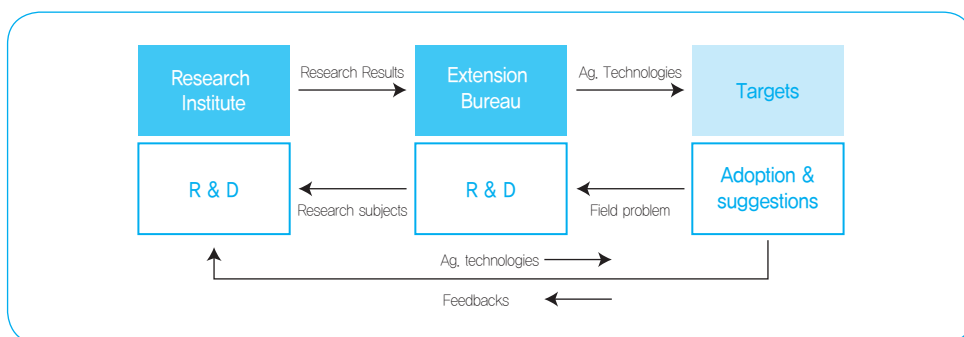 Research
Institute
Research Results
Extension
Bureau
Ag. Technologies
Targets
R & D
Research subjects
R & D
Field problem
Adoption &
suggestions
Ag. technologies
Feedbacks